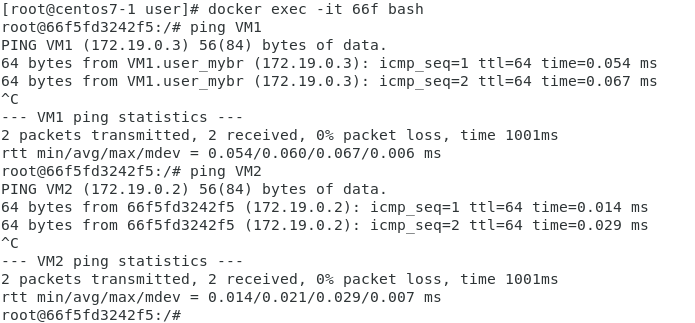 [root@centos7-1 user]# docker exec -it 66f bash
root@66f5fd3242f5:/# ping VM1
PING VM1 (172.19.0.3) 56(84) bytes of data.
64 bytes from VM1.user_mybr (172.19.0.3): icmp_seq=1 ttl=64 time=0.054 ms
64 bytes from VM1.user_mybr (172.19.0.3): icmp_seq=2 ttl=64 time=0.067 ms
^C
--- VM1 ping statistics ---
2 packets transmitted, 2 received, 0% packet loss, time 1001ms
rtt min/avg/max/mdev = 0.054/0.060/0.067/0.006 ms
root@66f5fd3242f5:/# ping VM2
PING VM2 (172.19.0.2) 56(84) bytes of data.
64 bytes from 66f5fd3242f5 (172.19.0.2): icmp_seq=1 ttl=64 time=0.014 ms
64 bytes from 66f5fd3242f5 (172.19.0.2): icmp_seq=2 ttl=64 time=0.029 ms
^C
--- VM2 ping statistics ---
2 packets transmitted, 2 received, 0% packet loss, time 1001ms
rtt min/avg/max/mdev = 0.014/0.021/0.029/0.007 ms
root@66f5fd3242f5:/#